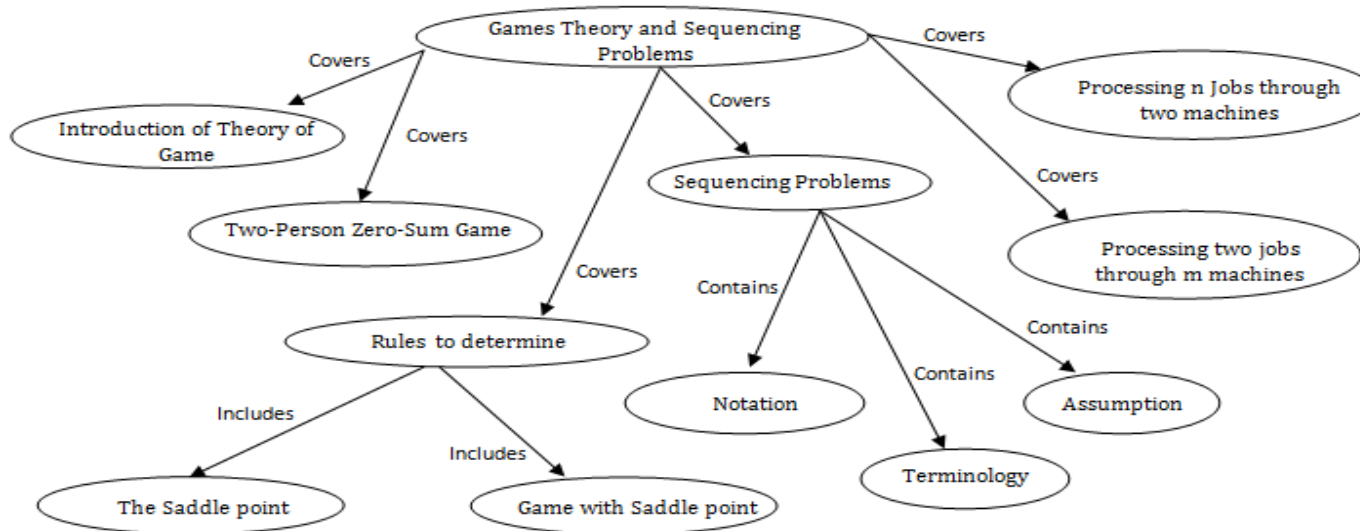 Games Theory and Sequencing
Problems
Covers
Covers
Covers
Covers
Processing n Jobs through
two machines
Introduction of Theory of
Game
Covers
Sequencing Problems
Covers
Two-Person Zero-Sum Game
Processing two jobs
through m machines
Covers
Contains
Contains
Rules to determine
Contains
Notation
Assumption
Includes
Includes
Terminology
The Saddle point
Game with Saddle point